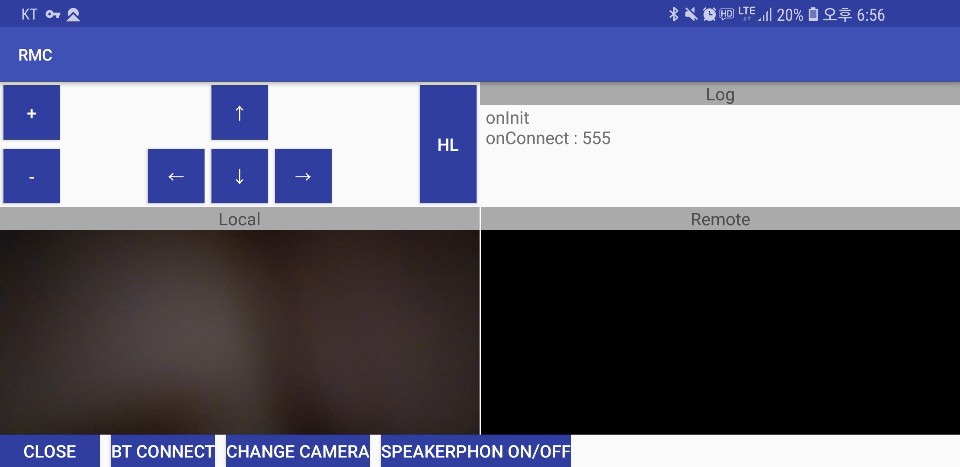 KT LTE 20% 오후 6:56
RMC
+ ↑ HL
- ← ↓ →
Log
onInit
onConnect : 555
Local Remote
CLOSE BT CONNECT CHANGE CAMERA SPEAKERPHON ON/OFF